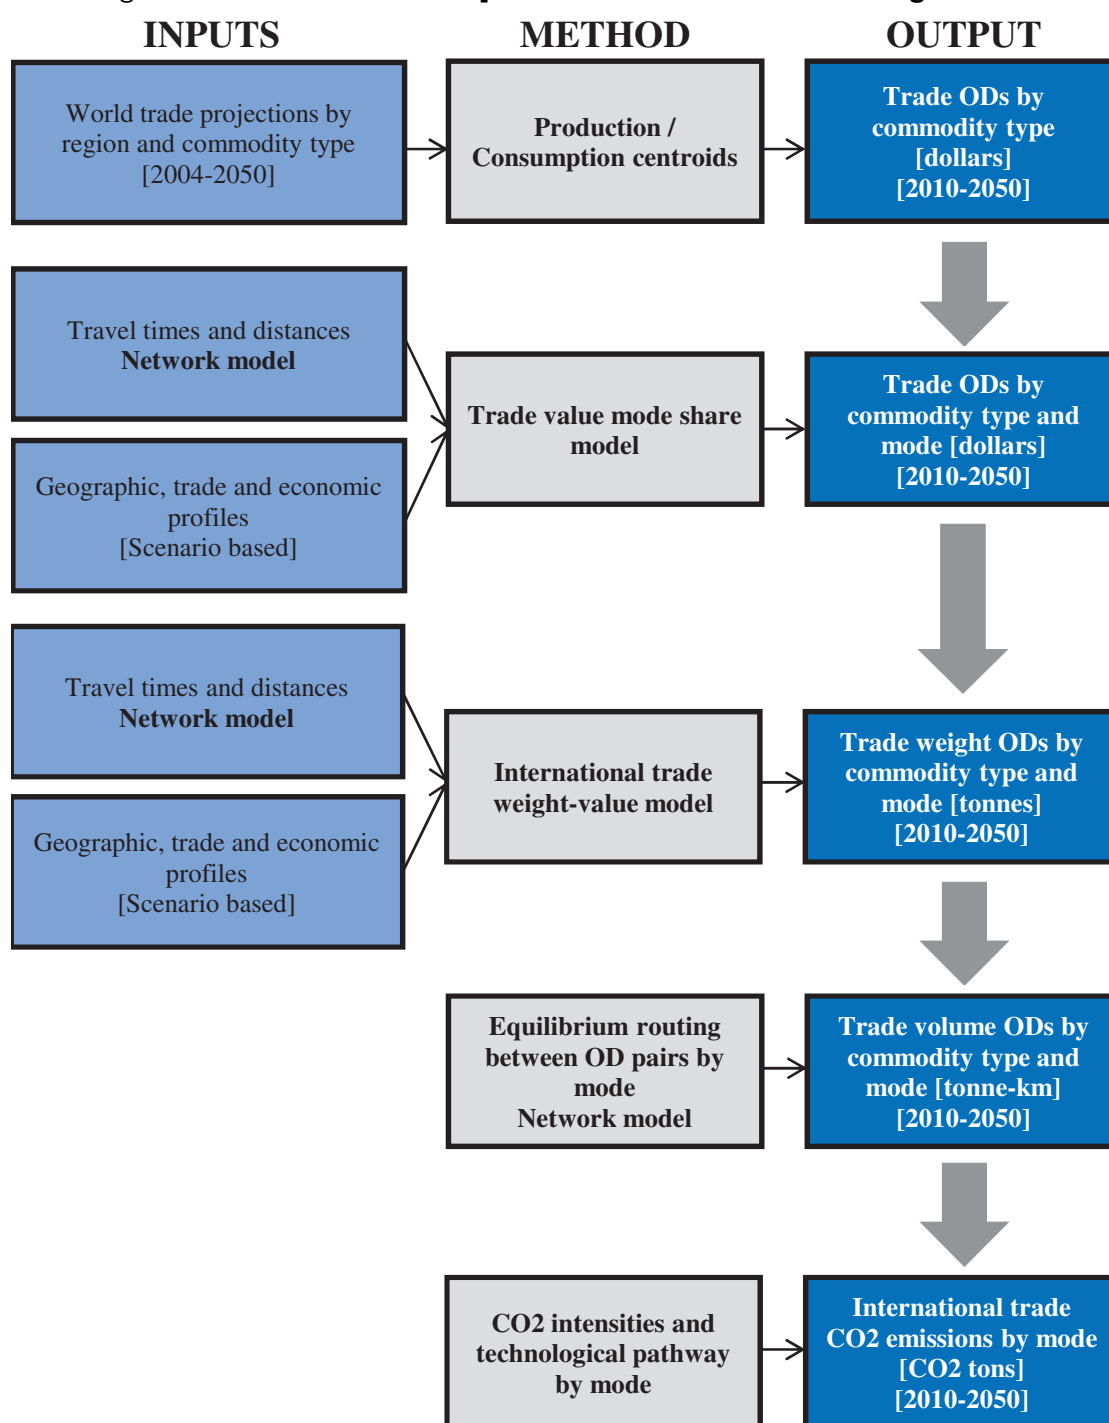 INPUTS
METHOD
OUTPUT
World trade projections by
region and commodity type
[2004-2050]
Production /
Consumption centroids
Trade ODs by
commodity type
[dollars]
[2010-2050]
Travel times and distances
Network model
Geographic, trade and economic
profiles
[Scenario based]
Trade value mode share
model
Trade ODs by
commodity type and
mode [dollars]
[2010-2050]
Travel times and distances
Network model
Geographic, trade and economic
profiles
[Scenario based]
International trade
weight-value model
Trade weight ODs by
commodity type and
mode [tonnes]
[2010-2050]
Equilibrium routing
between OD pairs by
mode
Network model
Trade volume ODs by
commodity type and
mode [tonne-km]
[2010-2050]
CO2 intensities and
technological pathway
by mode
International trade
CO2 emissions by mode
[CO2 tons]
[2010-2050]